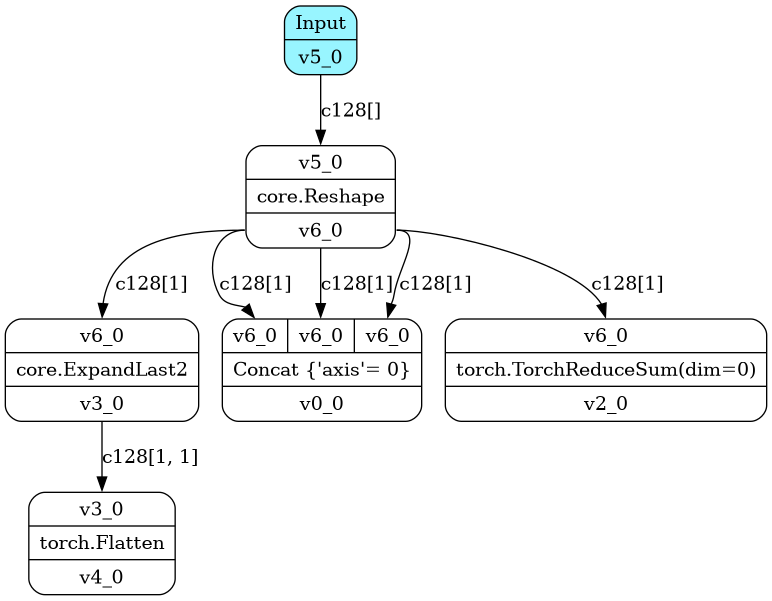 Input
v5_0
c128[]
v5_0
core.Reshape
v6_0
c128[1]
c128[1]
c128[1]
c128[1]
c128[1]
v6_0
core.ExpandLast2
v3_0
v6_0 v6_0 v6_0
Concat {'axis'= 0}
v0_0
v6_0
torch.TorchReduceSum(dim=0)
v2_0
c128[1, 1]
v3_0
torch.Flatten
v4_0